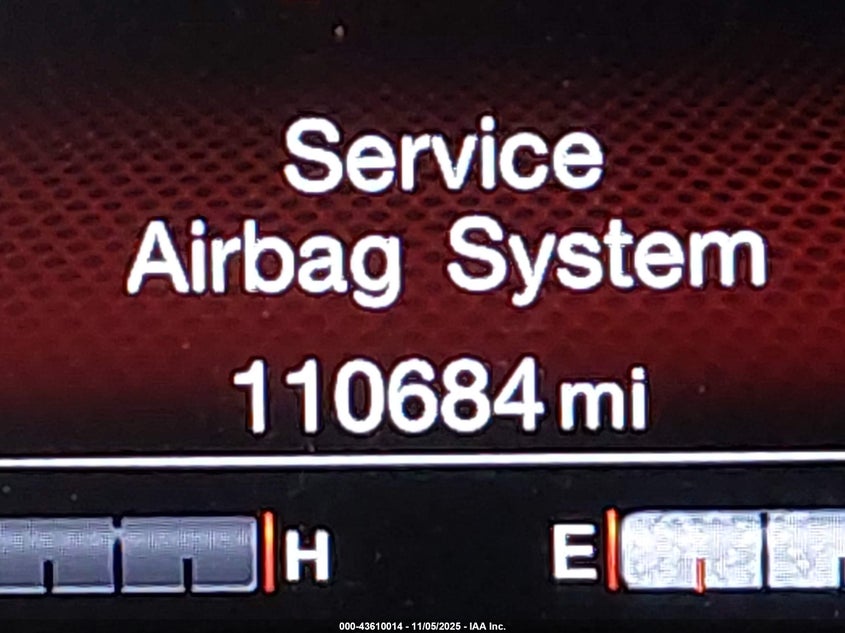 Service
Airbag System
110684 mi
H E
000-43610014 - 11/05/2025 - IAA Inc.